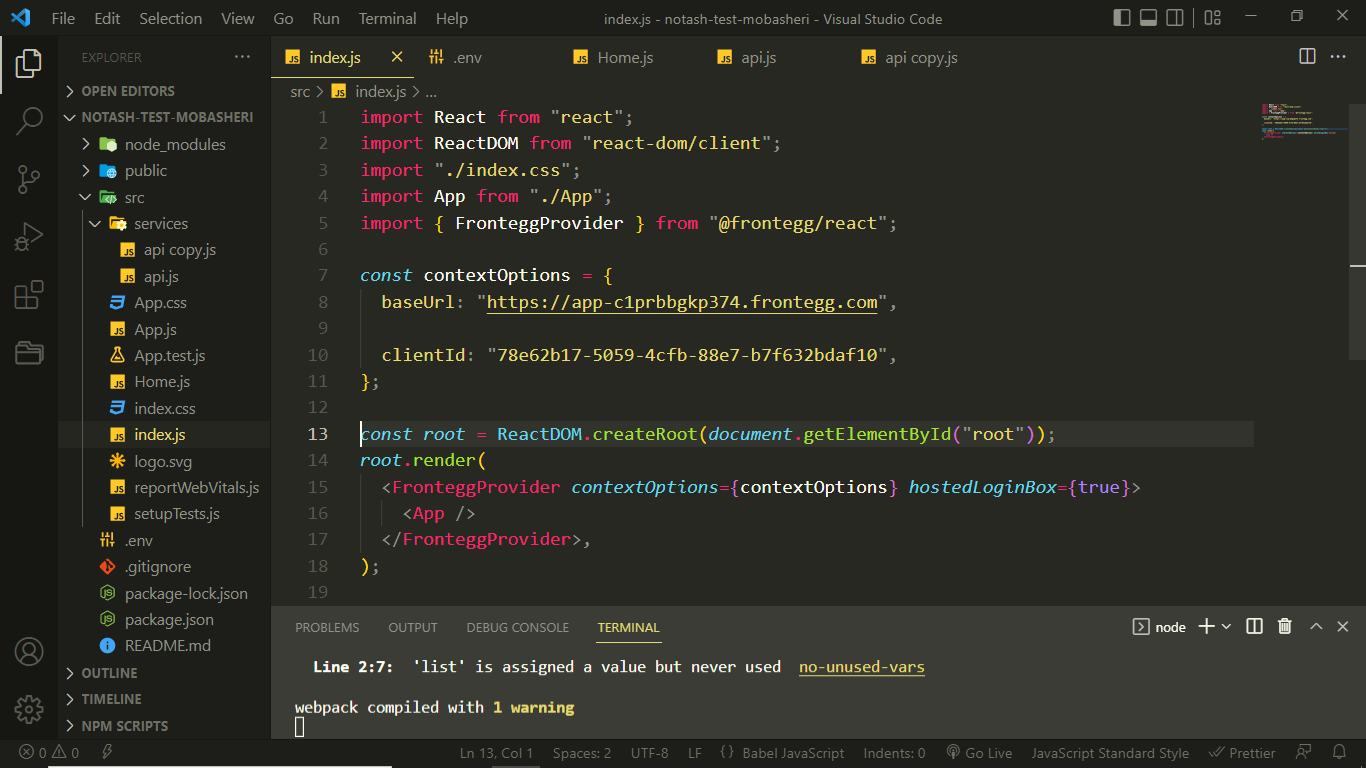 File Edit Selection View Go Run Terminal Help index.js - notash-test-mobasheri - Visual Studio Code
EXPLORER
OPEN EDITORS
NOTASH-TEST-MOBASHERI
node_modules
public
src
services
api copy.js
api.js
App.css
App.js
App.test.js
Home.js
index.css
index.js
logo.svg
reportWebVitals.js
setupTests.js
.env
.gitignore
package-lock.json
package.json
README.md
OUTLINE
TIMELINE
NPM SCRIPTS
index.js .env Home.js api.js api copy.js
src > index.js > ...
1 import React from "react";
2 import ReactDOM from "react-dom/client";
3 import "./index.css";
4 import App from "./App";
5 import { FronteggProvider } from "@frontegg/react";
6
7 const contextOptions = {
8 baseUrl: "https://app-c1prbbgkp374.frontegg.com",
9
10 clientId: "78e62b17-5059-4cfb-88e7-b7f632bdaf10",
11 };
12
13 const root = ReactDOM.createRoot(document.getElementById("root"));
14 root.render(
15 <FronteggProvider contextOptions={contextOptions} hostedLoginBox={true}>
16 <App />
17 </FronteggProvider>,
18 );
19
PROBLEMS OUTPUT DEBUG CONSOLE TERMINAL node
Line 2:7: 'list' is assigned a value but never used no-unused-vars
webpack compiled with 1 warning
0 0 Ln 13, Col 1 Spaces: 2 UTF-8 LF {} Babel JavaScript Indents: 0 Go Live JavaScript Standard Style Prettier